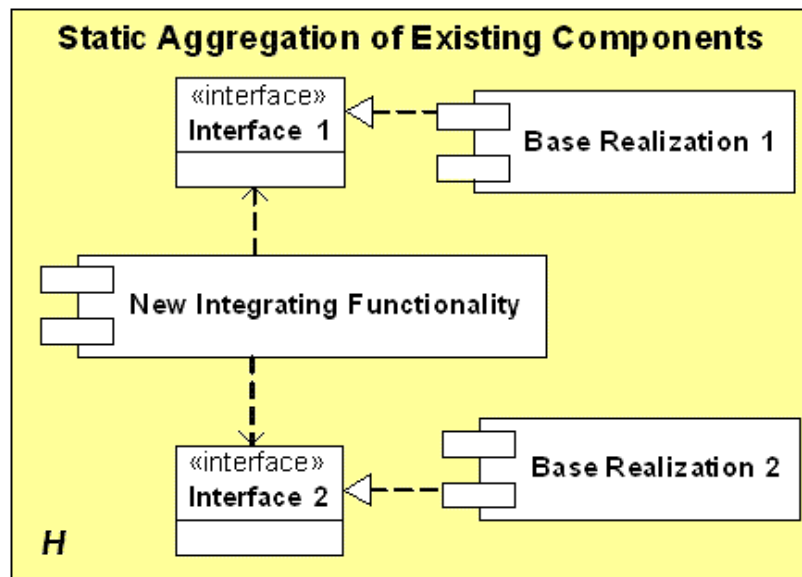 Static Aggregation of Existing Components
«interface»
Interface 1
Base Realization 1
New Integrating Functionality
«interface»
Interface 2
Base Realization 2
H